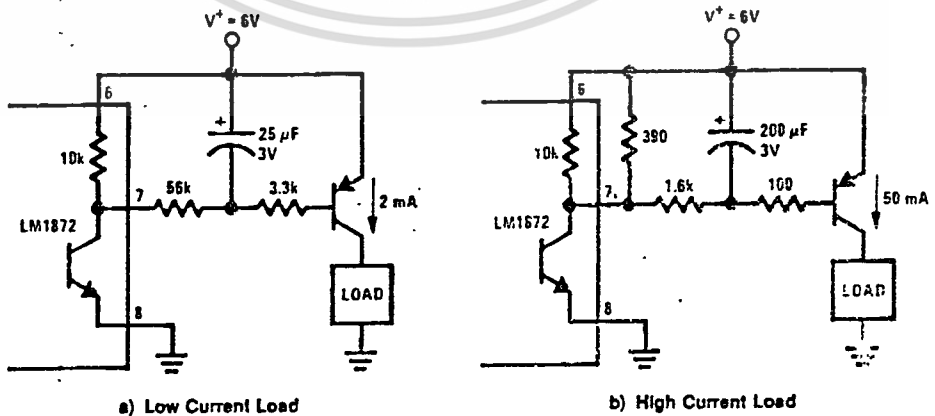 V⁺ = 6V
6
10k
+
25 µF
3V
7
56k
3.3k
2 mA
LM1872
LOAD
8
a) Low Current Load
V⁺ = 6V
6
10k
390
+
200 µF
3V
7
1.6k
100
50 mA
LM1872
LOAD
8
b) High Current Load